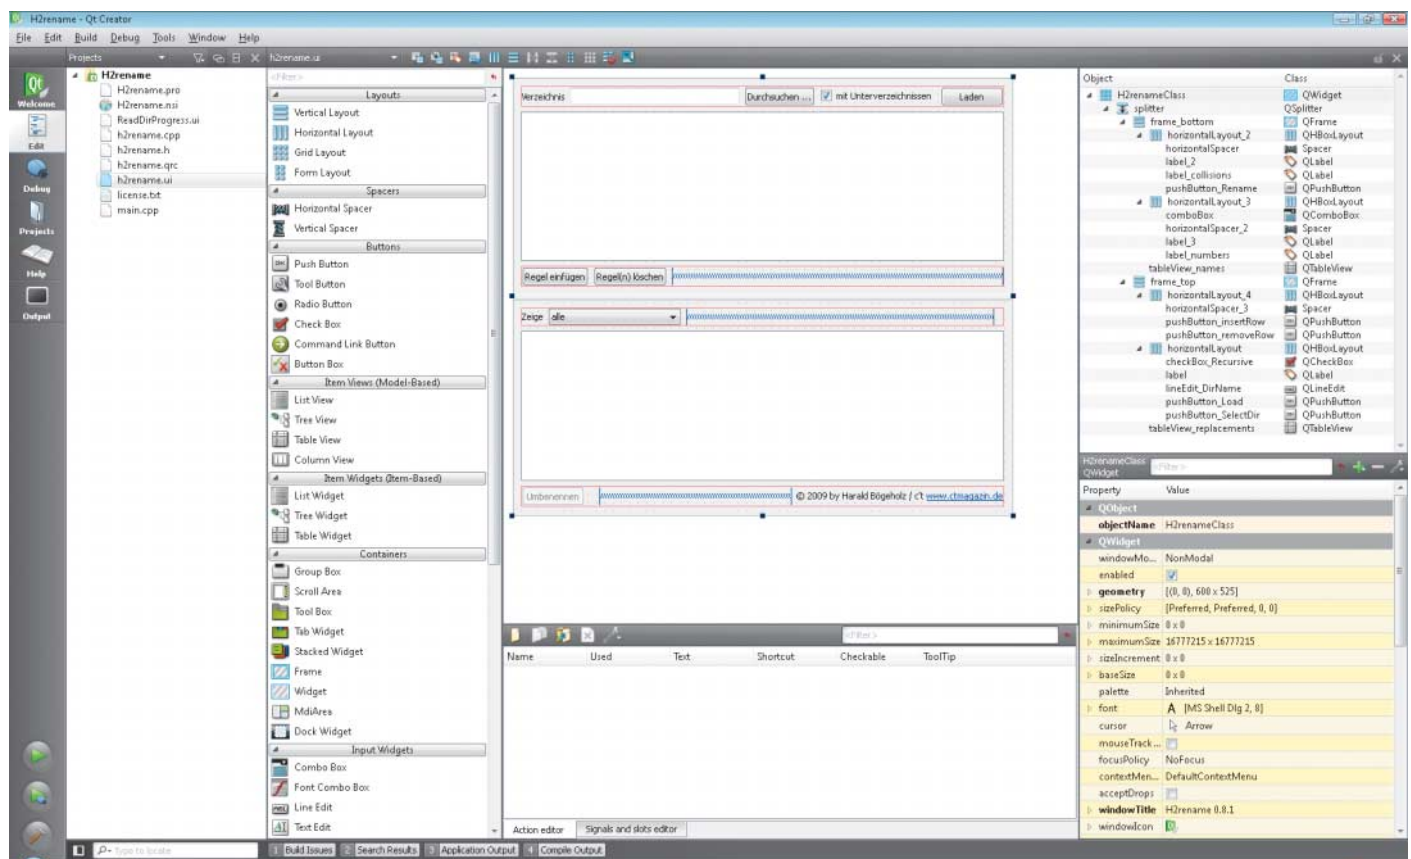 H2rename - Qt Creator
File Edit Build Debug Tools Window Help
Projects
h2rename.ui
Welcome
Edit
Debug
Projects
Help
Output
H2rename
H2rename.pro
H2rename.nsi
ReadDirProgress.ui
h2rename.cpp
h2rename.h
h2rename.qrc
h2rename.ui
license.txt
main.cpp
<Filter>
Layouts
Vertical Layout
Horizontal Layout
Grid Layout
Form Layout
Spacers
Horizontal Spacer
Vertical Spacer
Buttons
Push Button
Tool Button
Radio Button
Check Box
Command Link Button
Button Box
Item Views (Model-Based)
List View
Tree View
Table View
Column View
Item Widgets (Item-Based)
List Widget
Tree Widget
Table Widget
Containers
Group Box
Scroll Area
Tool Box
Tab Widget
Stacked Widget
Frame
Widget
MdiArea
Dock Widget
Input Widgets
Combo Box
Font Combo Box
Line Edit
Text Edit
Verzeichnis Durchsuchen ... mit Unterverzeichnissen Laden
Regel einfügen Regel(n) löschen
Zeige alle
Umbenennen © 2009 by Harald Bögeholz / c't www.ctmagazin.de
<Filter>
Name Used Text Shortcut Checkable ToolTip
Action editor Signals and slots editor
Object Class
H2renameClass QWidget
splitter QSplitter
frame_bottom QFrame
horizontalLayout_2 QHBoxLayout
horizontalSpacer Spacer
label_2 QLabel
label_collisions QLabel
pushButton_Rename QPushButton
horizontalLayout_3 QHBoxLayout
comboBox QComboBox
horizontalSpacer_2 Spacer
label_3 QLabel
label_numbers QLabel
tableView_names QTableView
frame_top QFrame
horizontalLayout_4 QHBoxLayout
horizontalSpacer_3 Spacer
pushButton_insertRow QPushButton
pushButton_removeRow QPushButton
horizontalLayout QHBoxLayout
checkBox_Recursive QCheckBox
label QLabel
lineEdit_DirName QLineEdit
pushButton_Load QPushButton
pushButton_SelectDir QPushButton
tableView_replacements QTableView
H2renameClass
QWidget
<Filter>
Property Value
QObject
objectName H2renameClass
QWidget
windowMo... NonModal
enabled
geometry [(0, 0), 600 x 525]
sizePolicy [Preferred, Preferred, 0, 0]
minimumSize 0 x 0
maximumSize 16777215 x 16777215
sizeIncrement 0 x 0
baseSize 0 x 0
palette Inherited
font A [MS Shell Dlg 2, 8]
cursor Arrow
mouseTrack...
focusPolicy NoFocus
contextMen... DefaultContextMenu
acceptDrops
windowTitle H2rename 0.8.1
windowIcon
Type to locate
1 Build Issues 2 Search Results 3 Application Output 4 Compile Output